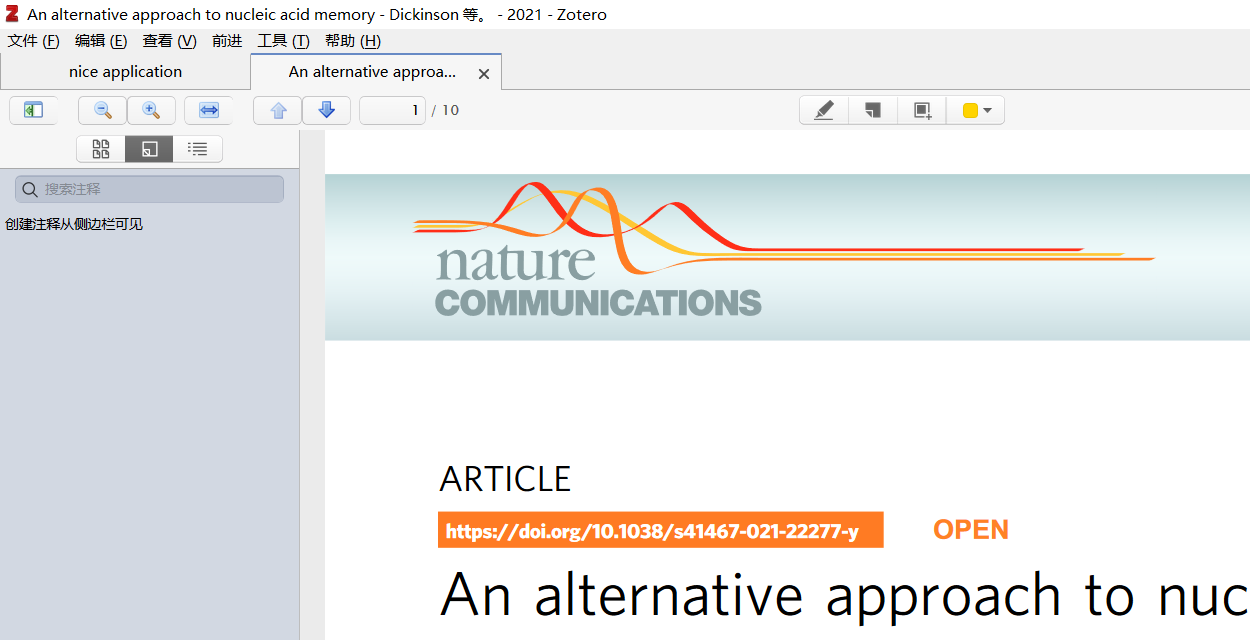 An alternative approach to nucleic acid memory - Dickinson 等。 - 2021 - Zotero
文件 (F) 编辑 (E) 查看 (V) 前进 工具 (T) 帮助 (H)
nice application
An alternative approa...
1 / 10
搜索注释
创建注释从侧边栏可见
nature
COMMUNICATIONS
ARTICLE
https://doi.org/10.1038/s41467-021-22277-y
OPEN
An alternative approach to nuc